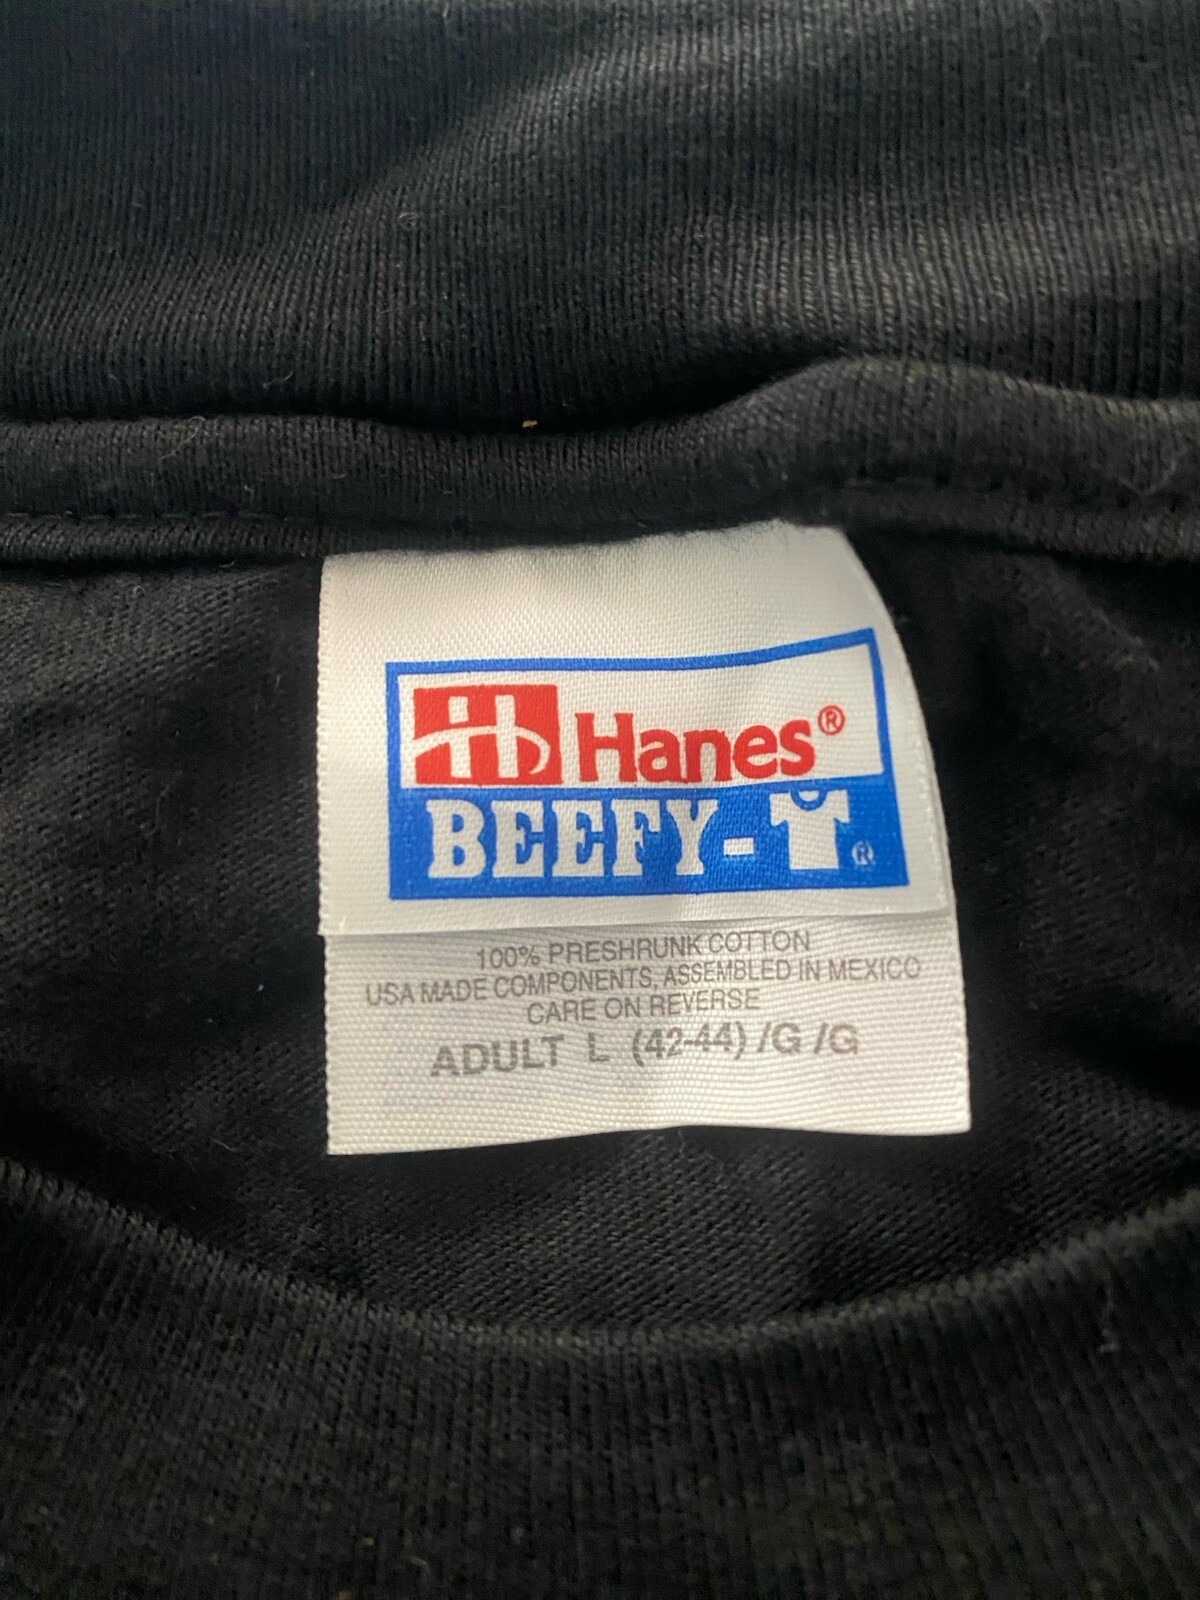 H Hanes®
BEEFY-T®
100% PRESHRUNK COTTON
USA MADE COMPONENTS, ASSEMBLED IN MEXICO
CARE ON REVERSE
ADULT L (42-44) /G /G